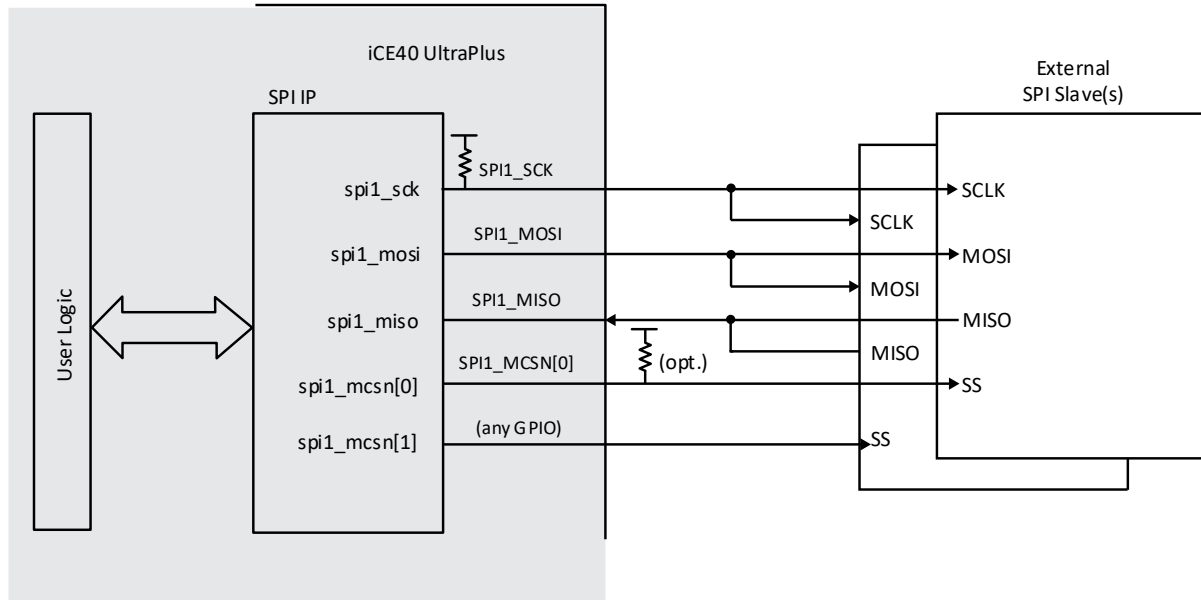 iCE40 UltraPlus
External
SPI Slave(s)
SPI IP
User Logic
spi1_sck
SPI1_SCK
SCLK
SCLK
spi1_mosi
SPI1_MOSI
MOSI
MOSI
spi1_miso
SPI1_MISO
MISO
MISO
spi1_mcsn[0]
SPI1_MCSN[0]
(opt.)
SS
spi1_mcsn[1]
(any GPIO)
SS